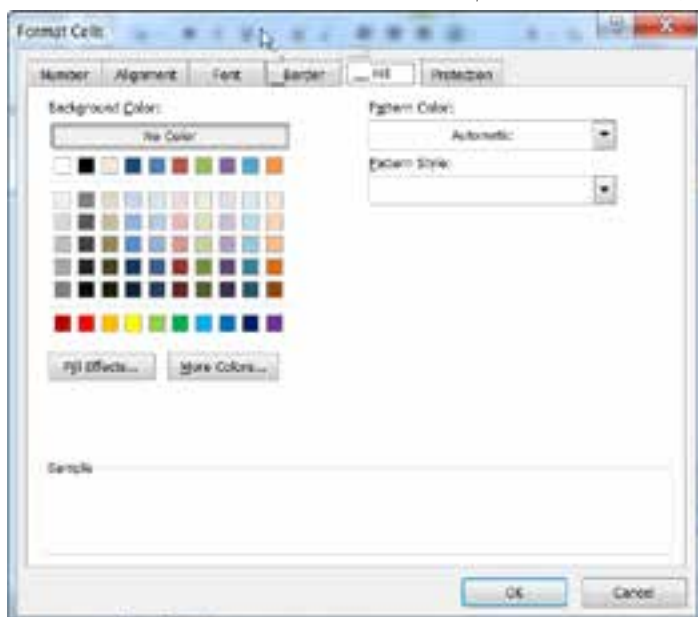 Format Cells
Number Alignment Font Border Fill Protection
Background Color:
No Color
Pattern Color:
Automatic
Pattern Style:
Fill Effects... More Colors...
Sample
OK Cancel